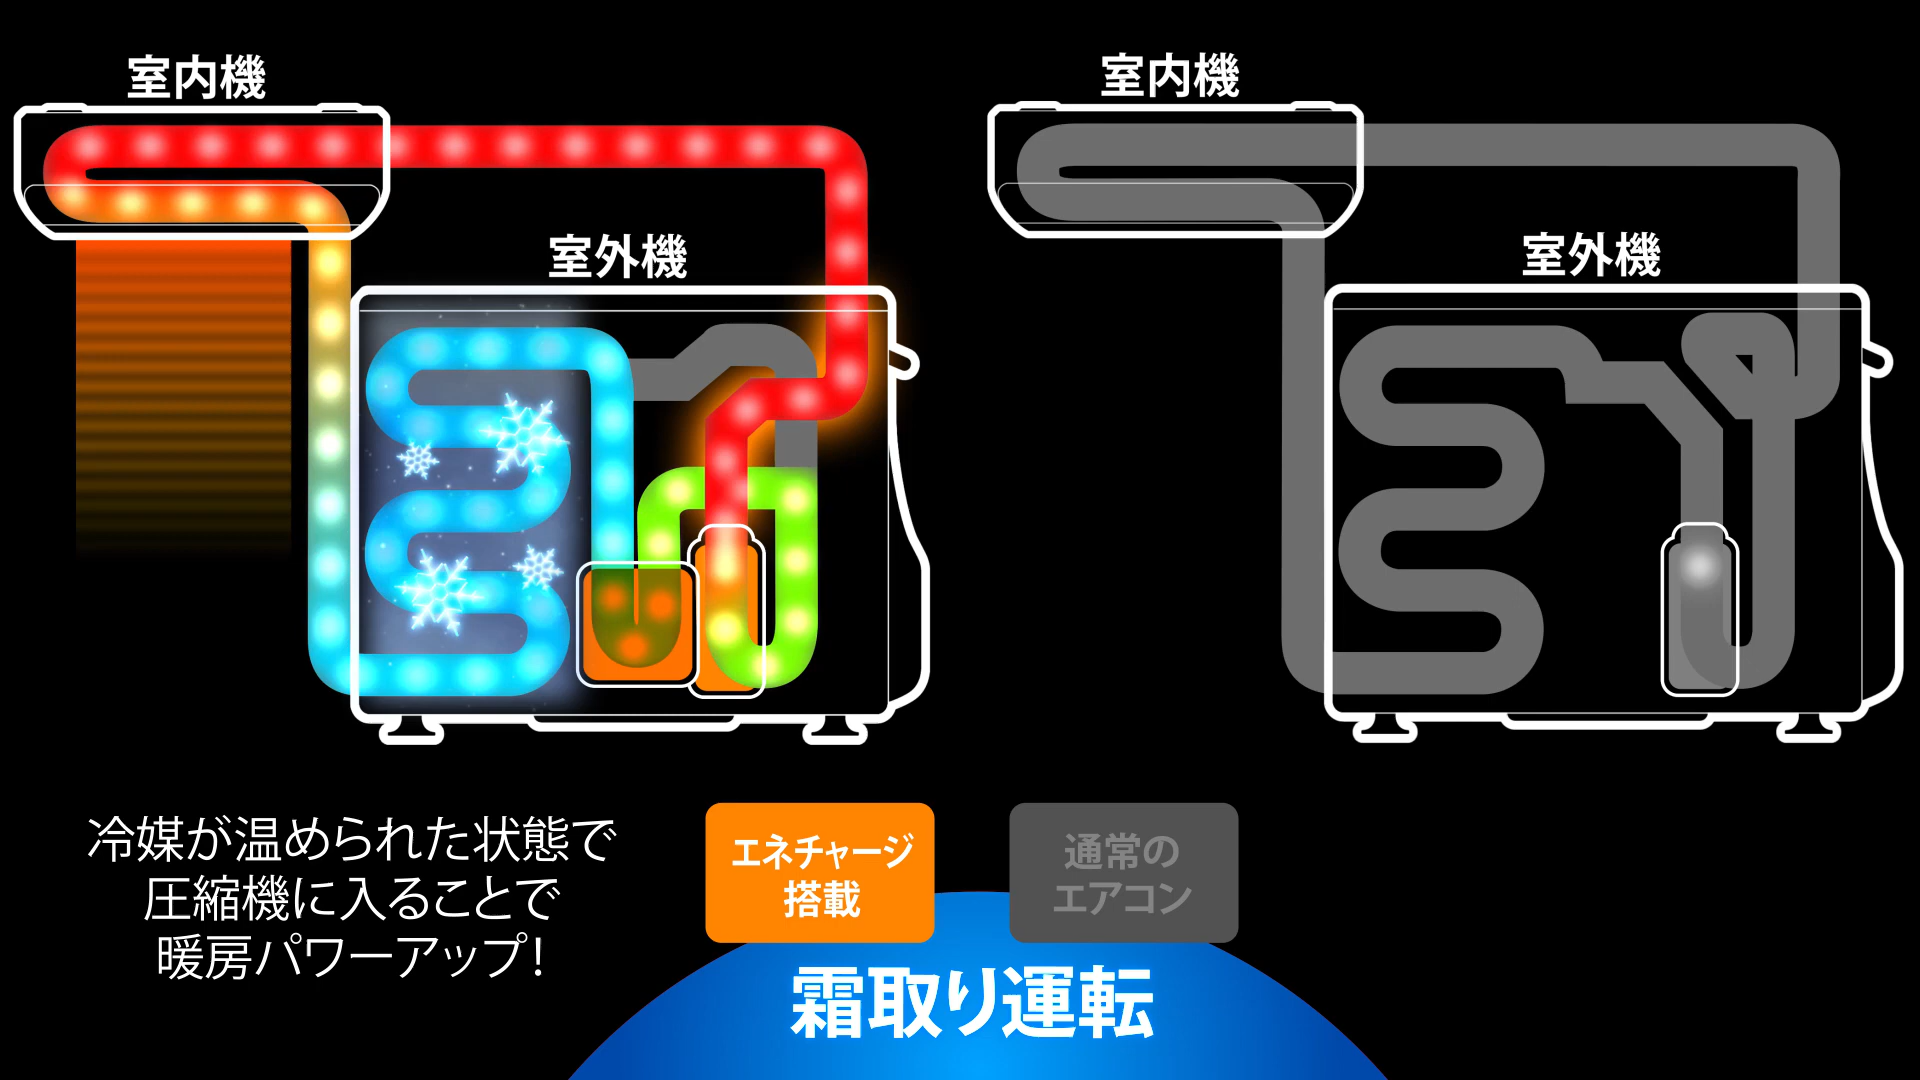 室内機
室外機
室内機
室外機
冷媒が温められた状態で
圧縮機に入ることで
暖房パワーアップ！
エネチャージ
搭載
通常の
エアコン
霜取り運転